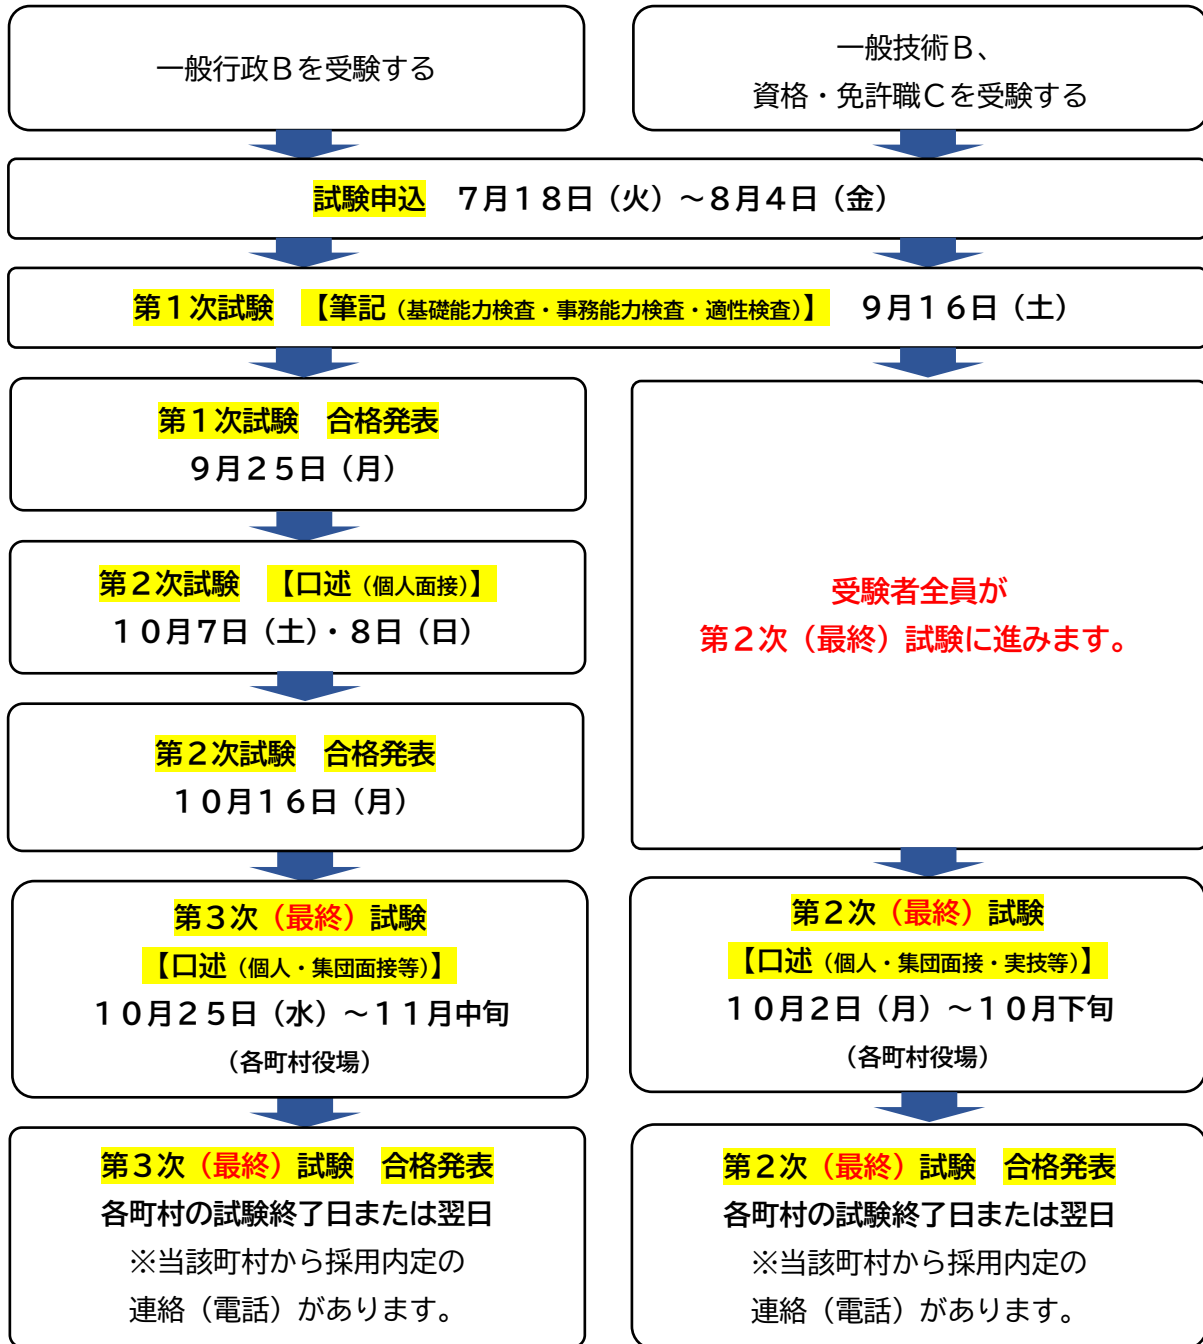 一般行政Ｂを受験する
一般技術Ｂ、
資格・免許職Ｃを受験する
試験申込　７月１８日（火）～８月４日（金）
第１次試験　【筆記（基礎能力検査・事務能力検査・適性検査）】　９月１６日（土）
第１次試験　合格発表
９月２５日（月）
第２次試験　【口述（個人面接）】
１０月７日（土）・８日（日）
第２次試験　合格発表
１０月１６日（月）
受験者全員が
第２次（最終）試験に進みます。
第３次（最終）試験
【口述（個人・集団面接等）】
１０月２５日（水）～１１月中旬
（各町村役場）
第２次（最終）試験
【口述（個人・集団面接・実技等）】
１０月２日（月）～１０月下旬
（各町村役場）
第３次（最終）試験　合格発表
各町村の試験終了日または翌日
※当該町村から採用内定の
連絡（電話）があります。
第２次（最終）試験　合格発表
各町村の試験終了日または翌日
※当該町村から採用内定の
連絡（電話）があります。